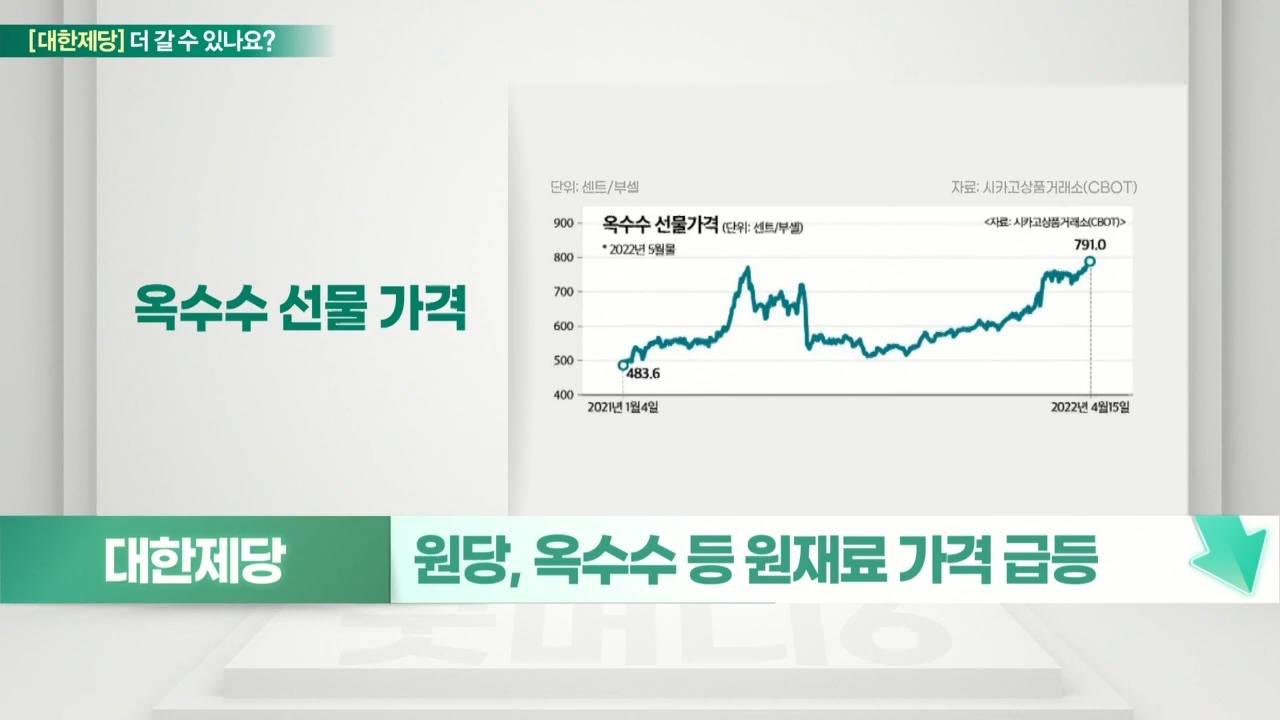 [대한제당] 더 갈 수 있나요?
단위: 센트/부셸
자료: 시카고상품거래소(CBOT)
옥수수 선물가격 (단위: 센트/부셸)
<자료: 시카고상품거래소(CBOT)>
* 2022년 5월물
791.0
900
800
700
600
500
400
483.6
2021년 1월4일
2022년 4월15일
옥수수 선물 가격
대한제당
원당, 옥수수 등 원재료 가격 급등
굿머니6